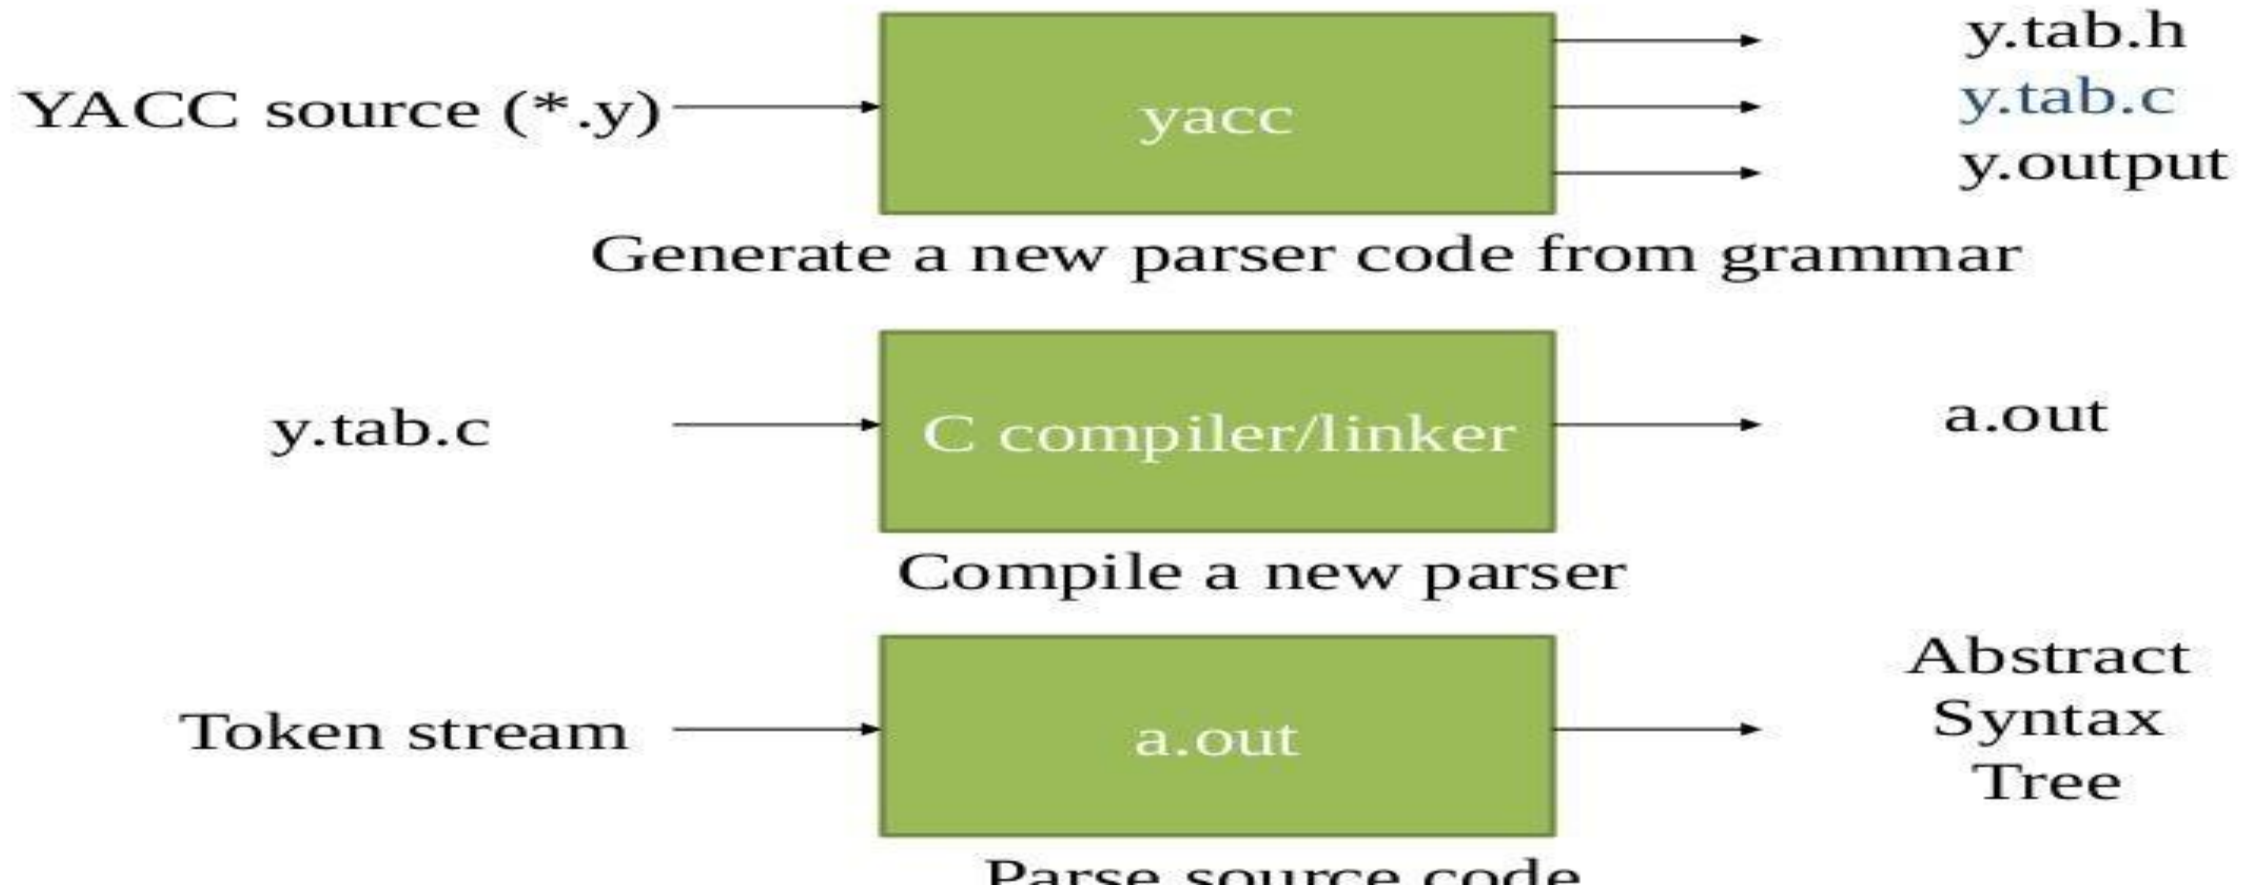 y.tab.h
YACC source (*.y)
yacc
y.tab.c
y.output
Generate a new parser code from grammar
y.tab.c
C compiler/linker
a.out
Compile a new parser
Token stream
a.out
Abstract
Syntax
Tree
Parse source code